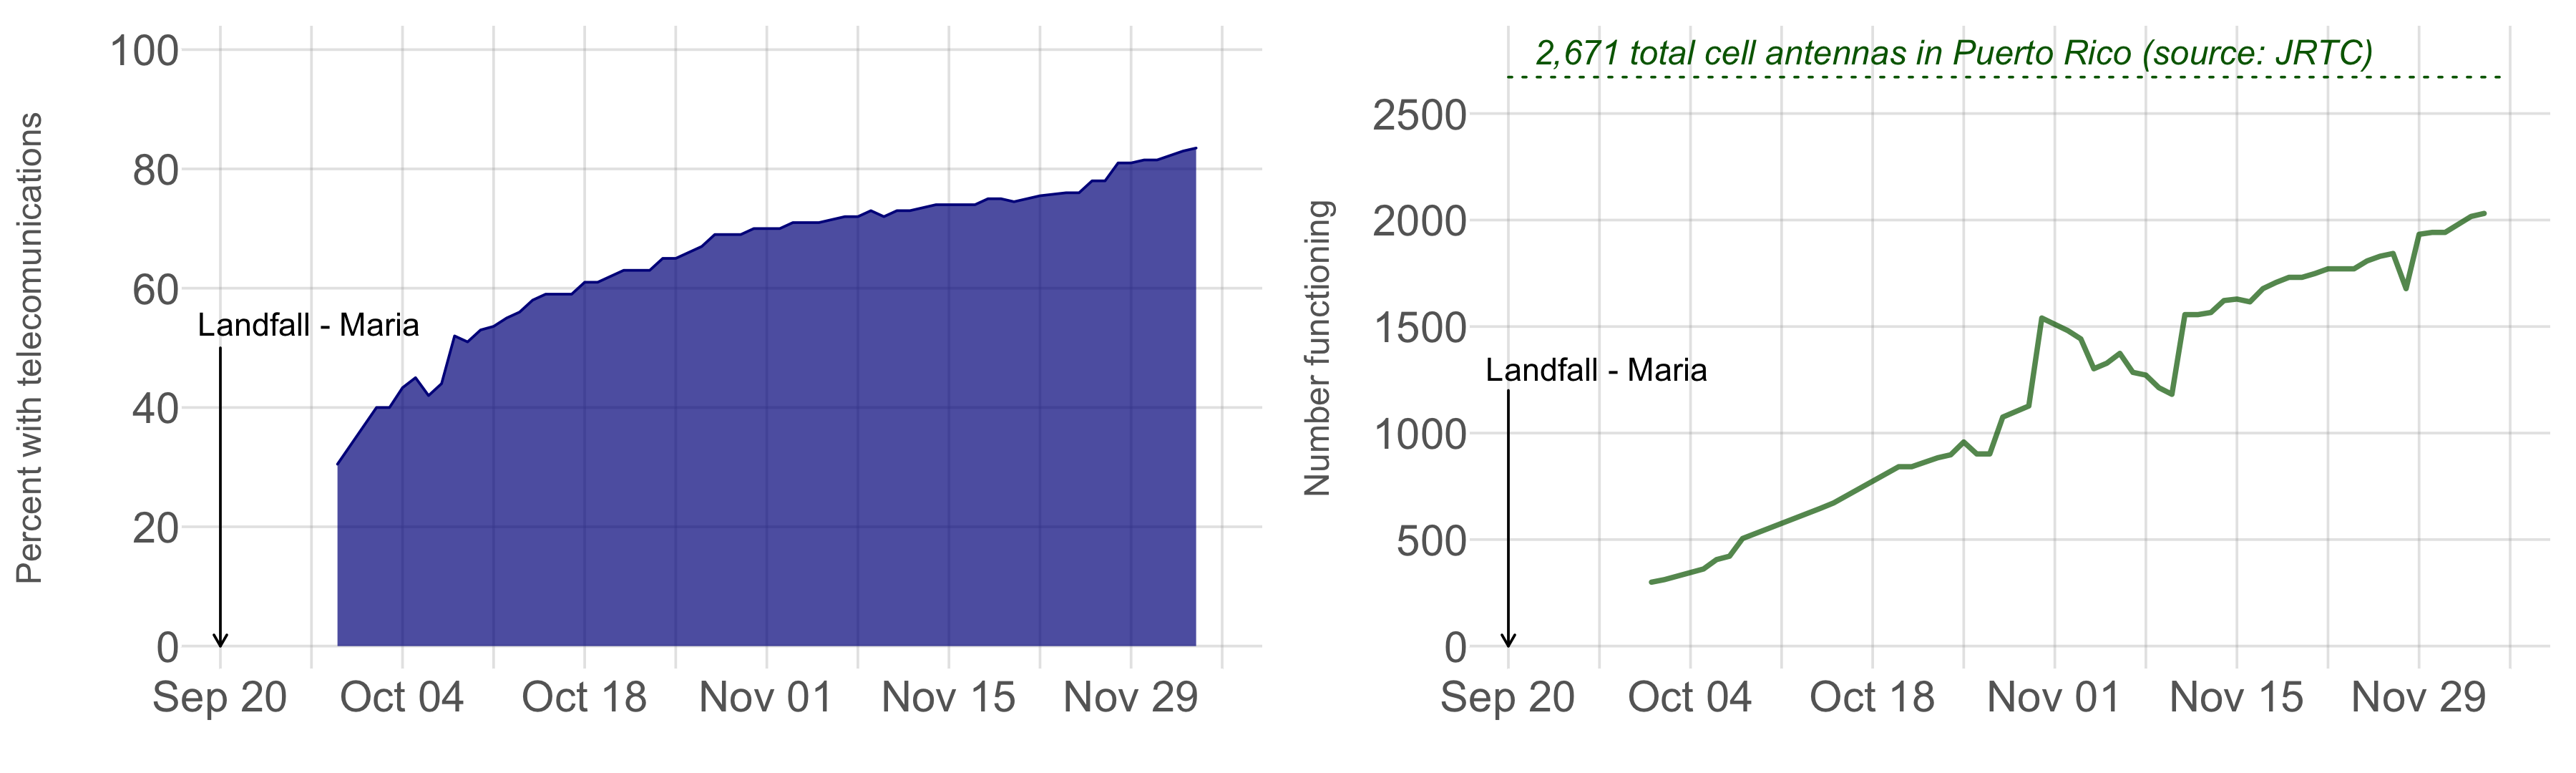 Percent with telecomunications
100
80
60
40
20
0
Landfall - Maria
Sep 20
Oct 04
Oct 18
Nov 01
Nov 15
Nov 29
Number functioning
2,671 total cell antennas in Puerto Rico (source: JRTC)
2500
2000
1500
1000
500
0
Landfall - Maria
Sep 20
Oct 04
Oct 18
Nov 01
Nov 15
Nov 29